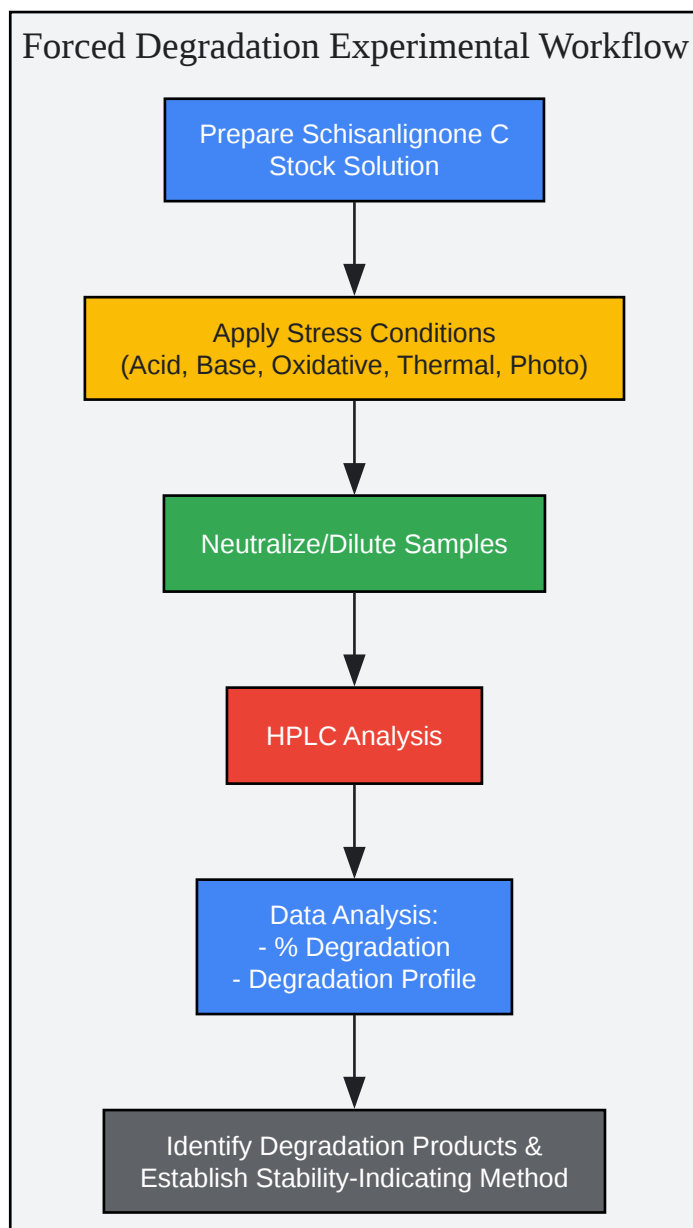 Forced Degradation Experimental Workflow
Prepare Schisanlignone C
Stock Solution
Apply Stress Conditions
(Acid, Base, Oxidative, Thermal, Photo)
Neutralize/Dilute Samples
HPLC Analysis
Data Analysis:
- % Degradation
- Degradation Profile
Identify Degradation Products &
Establish Stability-Indicating Method